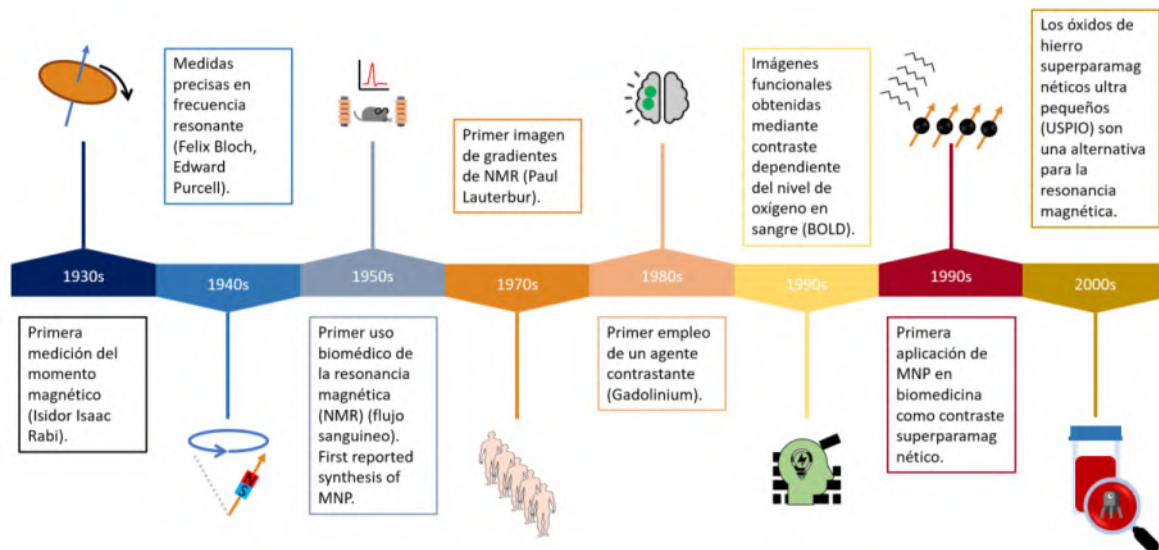 Medidas
precisas en
frecuencia
resonante
(Felix Bloch,
Edward
Purcell).
Primer imagen
de gradientes
de NMR (Paul
Lauterbur).
Imágenes
funcionales
obtenidas
mediante
contraste
dependiente
del nivel de
oxígeno en
sangre (BOLD).
Los óxidos de
hierro
superparamag
néticos ultra
pequeños
(USPIO) son
una alternativa
para la
resonancia
magnética.
1930s
1940s
1950s
1970s
1980s
1990s
1990s
2000s
Primera
medición del
momento
magnético
(Isidor Isaac
Rabi).
N
S
Primer uso
biomédico de
la resonancia
magnética
(NMR) (flujo
sanguineo).
First reported
synthesis of
MNP.
Primer empleo
de un agente
contrastante
(Gadolinium).
Primera
aplicación de
MNP en
biomedicina
como contraste
superparamag
nético.